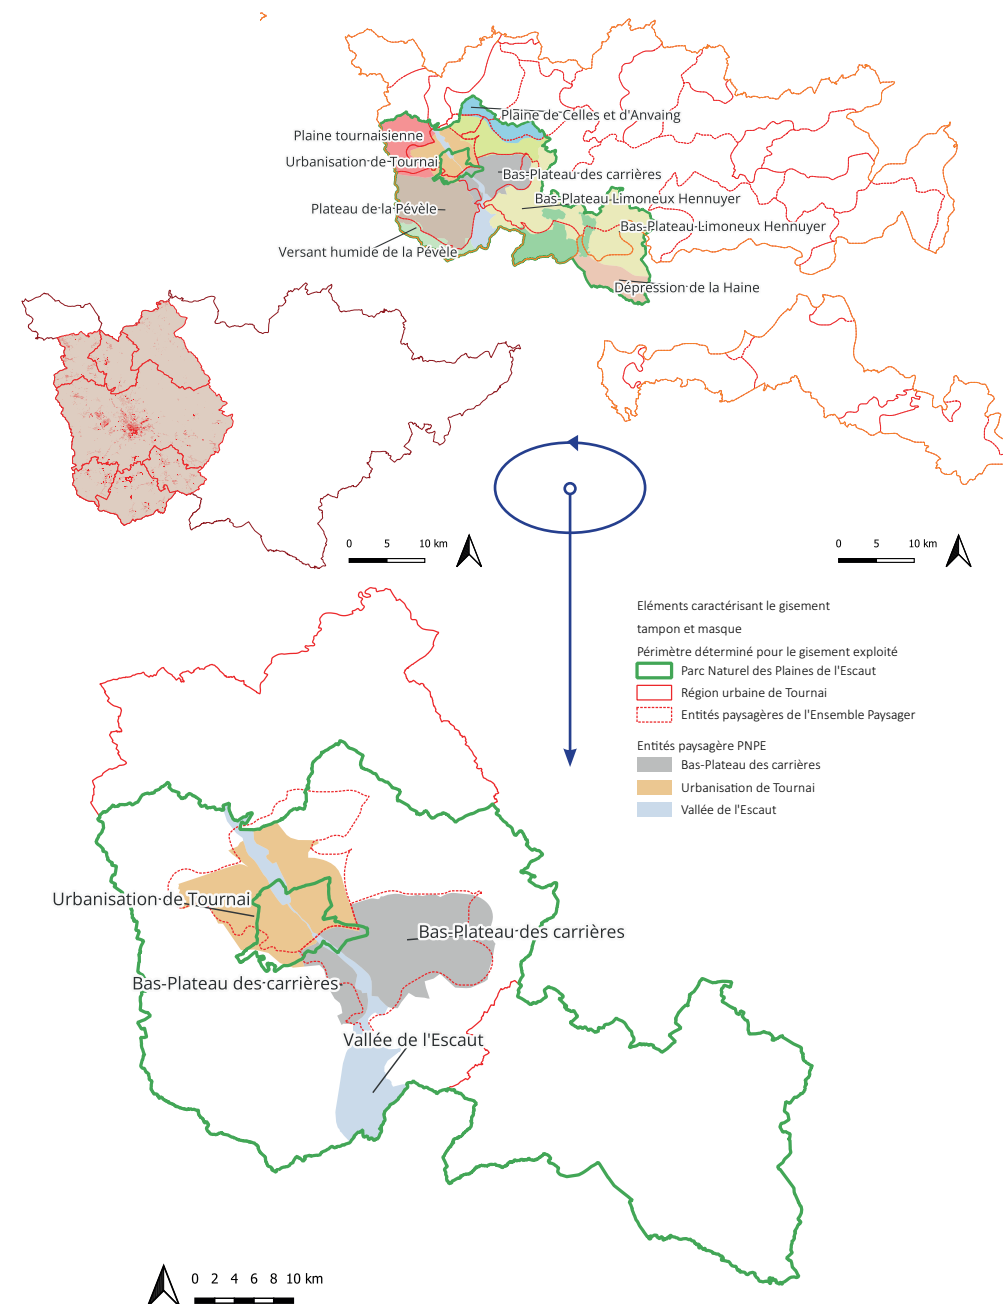 Plaine de Celles et d'Anvaing
Plaine tournaisienne
Urbanisation de Tournai
Bas-Plateau des carrières
Bas-Plateau Limoneux Hennuyer
Plateau de la Pévèle
Bas-Plateau Limoneux Hennuyer
Versant humide de la Pévèle
Dépression de la Haine
0 5 10 km
0 5 10 km
Eléments caractérisant le gisement
tampon et masque
Périmètre déterminé pour le gisement exploité
Parc Naturel des Plaines de l'Escaut
Région urbaine de Tournai
Entités paysagères de l'Ensemble Paysager
Entités paysagère PNPE
Bas-Plateau des carrières
Urbanisation de Tournai
Vallée de l'Escaut
Urbanisation de Tournai
Bas-Plateau des carrières
Bas-Plateau des carrières
Vallée de l'Escaut
0 2 4 6 8 10 km